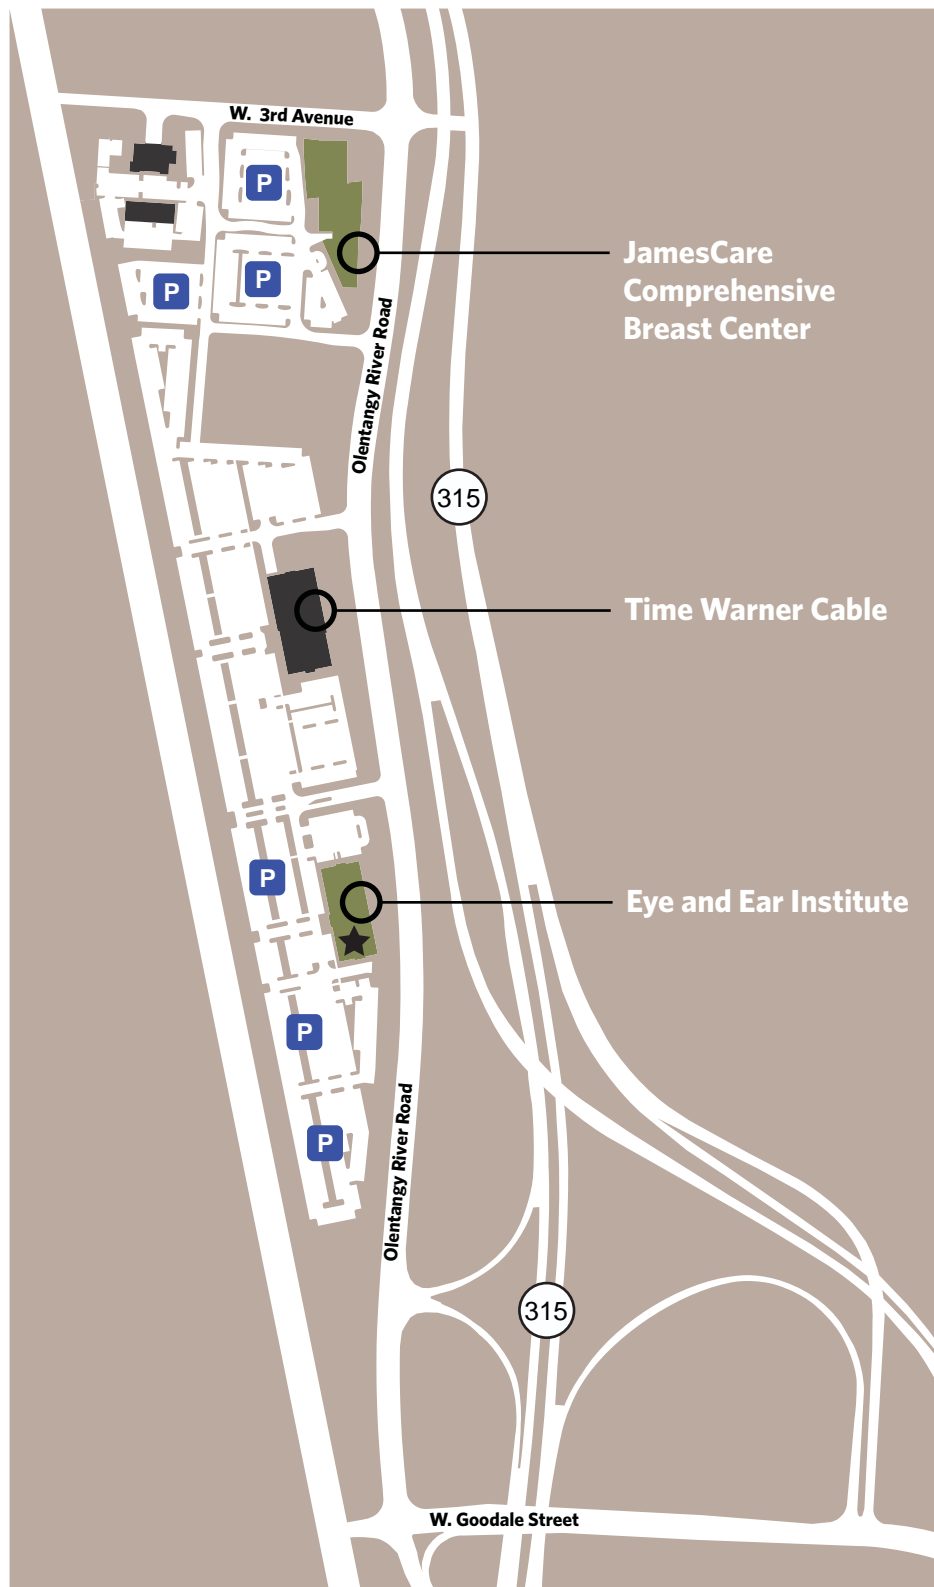 W. 3rd Avenue
P
P
P
JamesCare
Comprehensive
Breast Center
Olentangy River Road
315
Time Warner Cable
P
Eye and Ear Institute
P
P
Olentangy River Road
315
W. Goodale Street